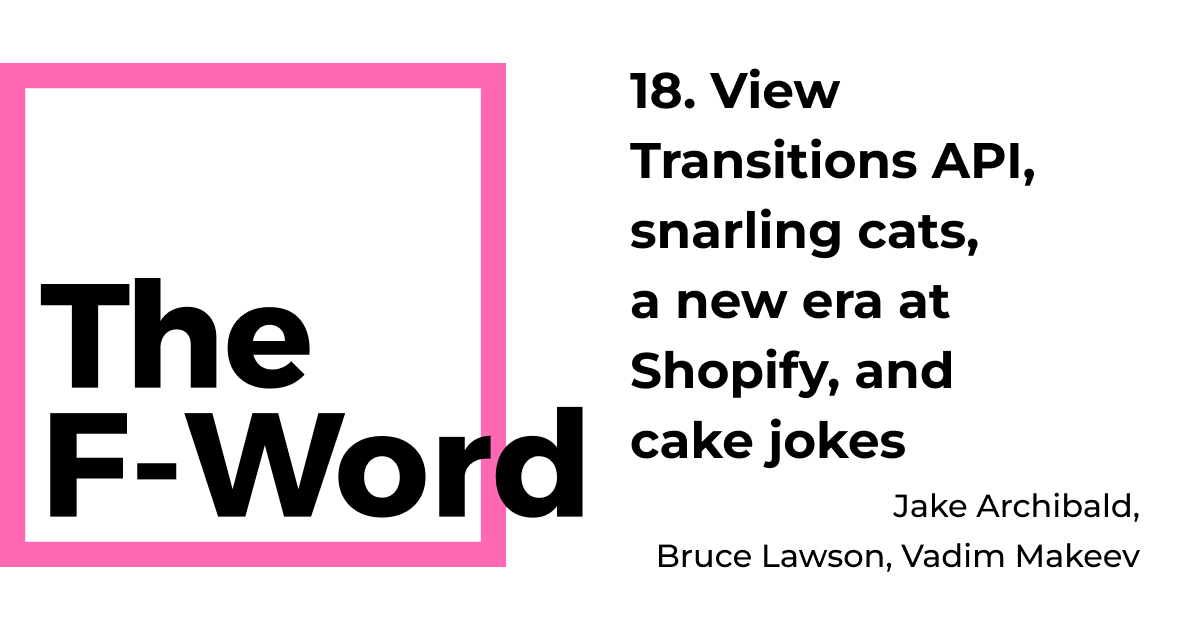 The
F-Word
18. View
Transitions API,
snarling cats,
a new era at
Shopify, and
cake jokes
Jake Archibald,
Bruce Lawson, Vadim Makeev